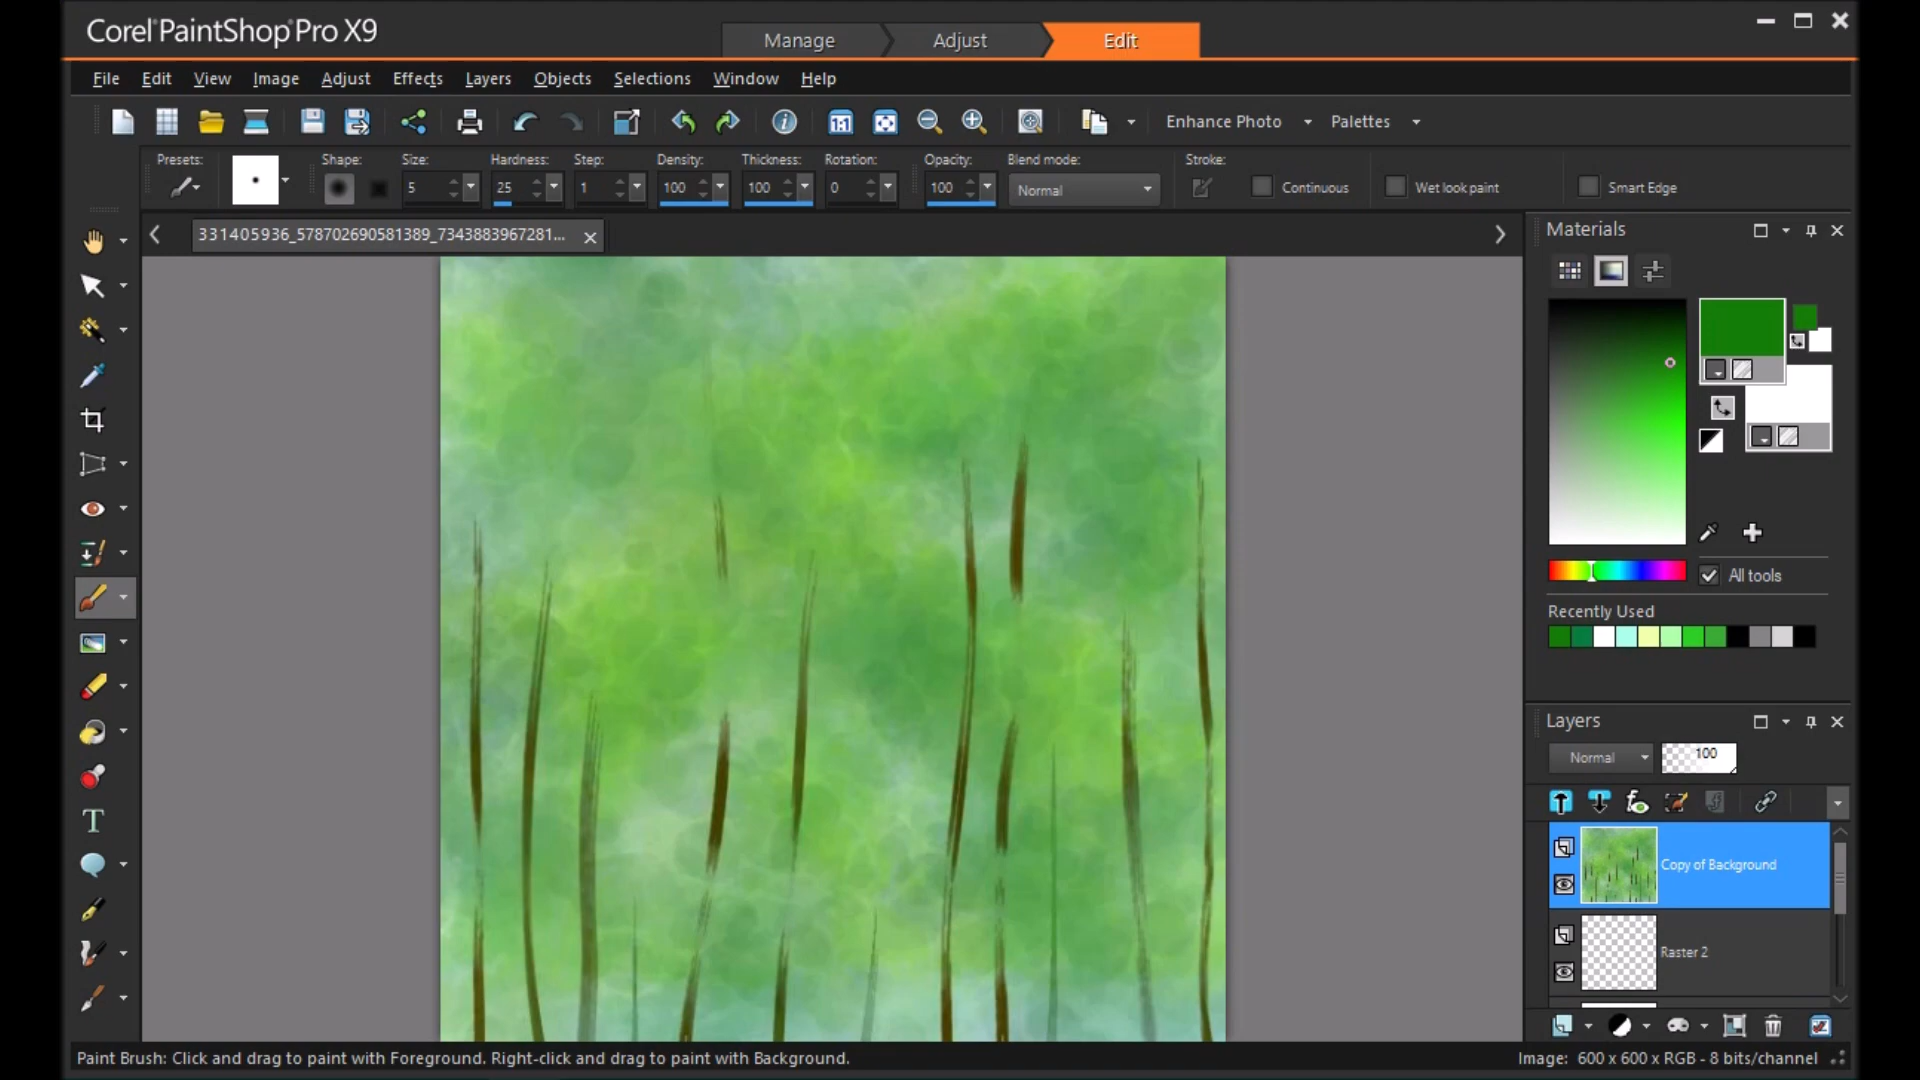 Corel® PaintShop® Pro X9
Manage Adjust Edit
File Edit View Image Adjust Effects Layers Objects Selections Window Help
1:1 Enhance Photo Palettes
Presets: Shape: Size: Hardness: Step: Density: Thickness: Rotation: Opacity: Blend mode: Stroke:
5 25 1 100 100 0 100 Normal Continuous Wet look paint Smart Edge
331405936_578702690581389_7343883967281...
Materials
All tools
Recently Used
Layers
Normal 100
Copy of Background
Raster 2
Paint Brush: Click and drag to paint with Foreground. Right-click and drag to paint with Background.
Image: 600 x 600 x RGB - 8 bits/channel